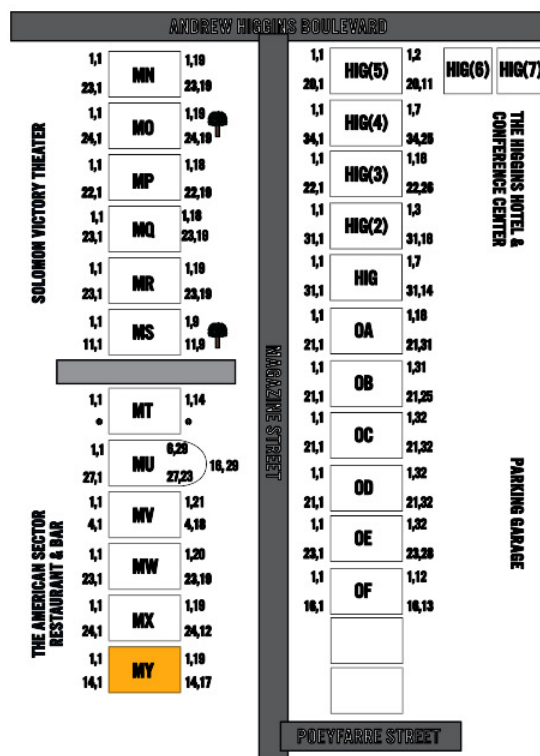 ANDREW HIGGINS BOULEVARD
SOLOMON VICTORY THEATER
1,1 MN 1,19
23,1 23,19
1,1 MO 1,19
24,1 24,19
1,1 MP 1,18
22,1 22,19
1,1 MQ 1,18
23,1 23,19
1,1 MR 1,19
23,1 23,19
1,1 MS 1,9
11,1 11,9
THE AMERICAN SECTOR
RESTAURANT & BAR
1,1 MT 1,14
1,1 MU 6,29
27,1 27,23 16,29
1,1 MV 1,21
4,1 4,18
1,1 MW 1,20
23,1 23,19
1,1 MX 1,19
24,1 24,12
1,1 MY 1,19
14,1 14,17
MAGAZINE STREET
1,1 HIG(5) 1,2
20,11
HIG(6) HIG(7)
1,1 HIG(4) 1,7
34,1 34,25
1,1 HIG(3) 1,16
22,1 22,26
1,1 HIG(2) 1,3
31,1 31,16
1,1 HIG 1,7
31,1 31,14
1,1 OA 1,18
21,1 21,31
1,1 OB 1,31
21,1 21,25
1,1 OC 1,32
21,1 21,32
1,1 OD 1,32
21,1 21,32
1,1 OE 1,32
23,1 23,28
1,1 OF 1,12
16,1 16,13
THE HIGGINS HOTEL &
CONFERENCE CENTER
PARKING GARAGE
POEYFARRE STREET